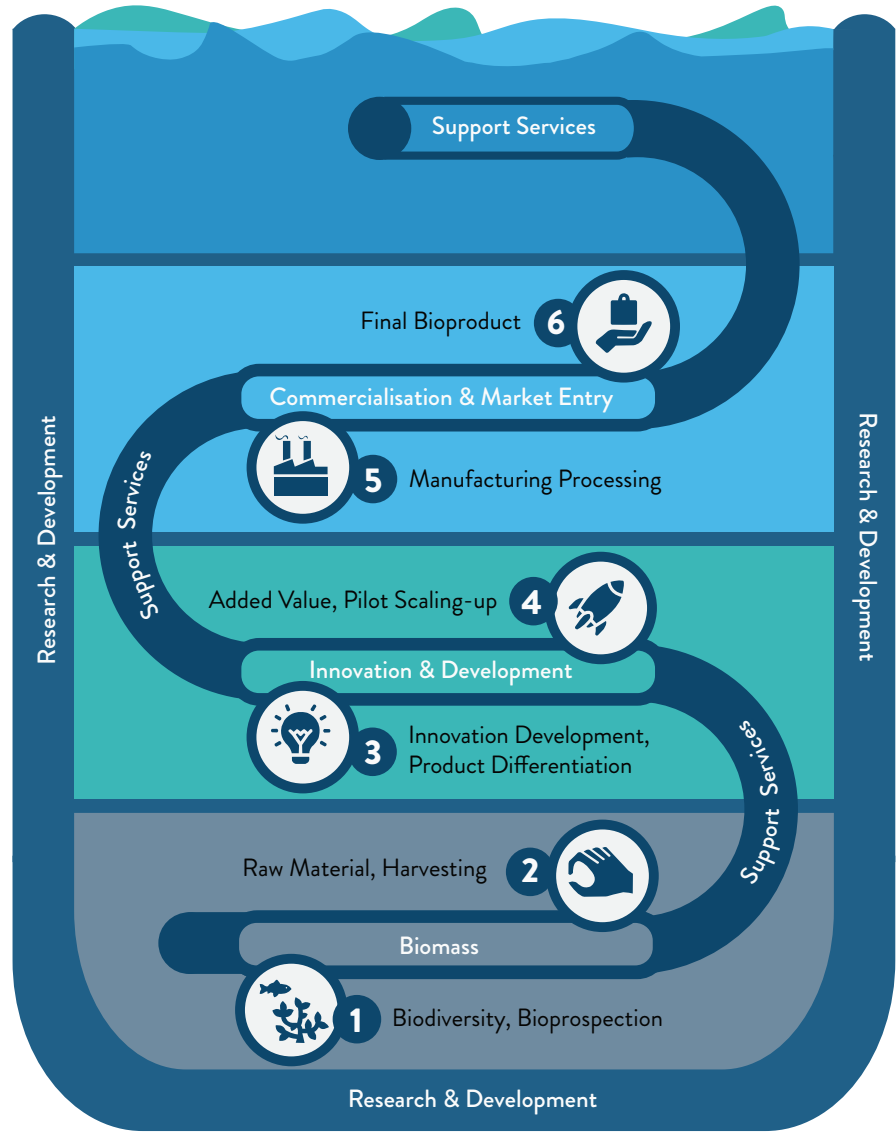 Support Services
6
Final Bioproduct
Commercialisation & Market Entry
5
Manufacturing Processing
Research & Development
Research & Development
Support Services
4
Added Value, Pilot Scaling-up
Innovation & Development
3
Innovation Development,
Product Differentiation
Support Services
2
Raw Material, Harvesting
Biomass
1
Biodiversity, Bioprospection
Research & Development